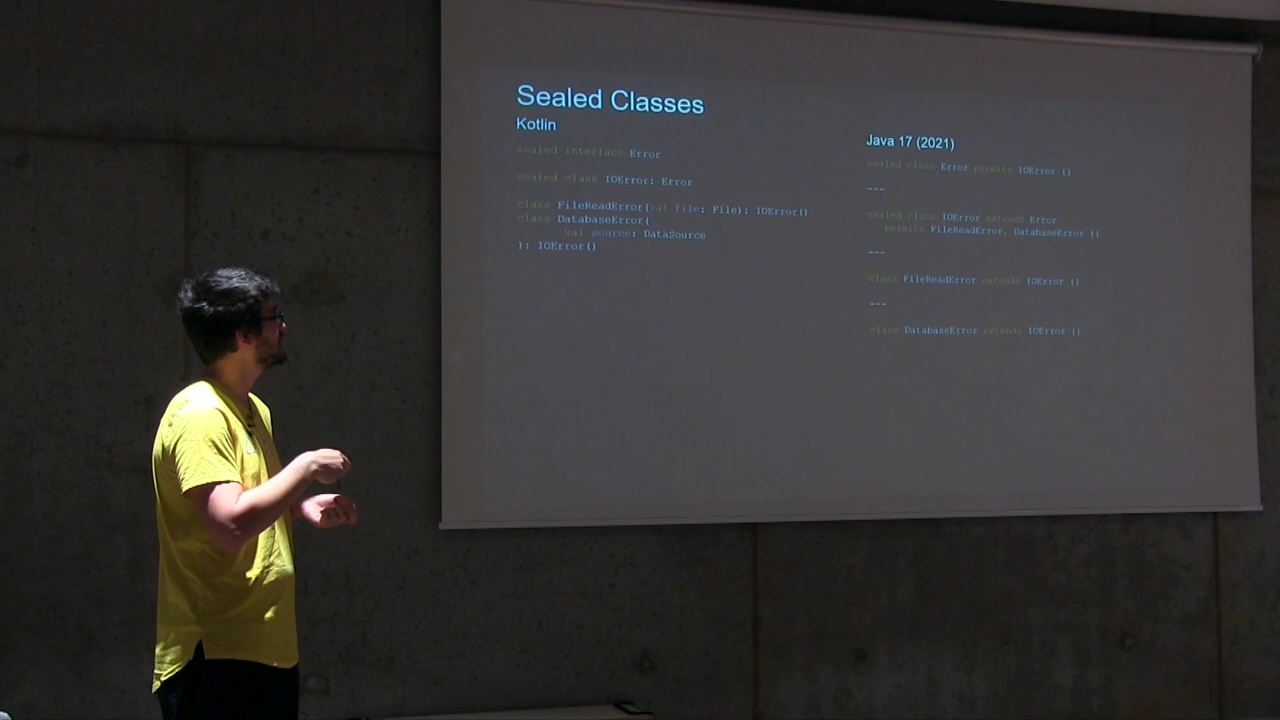 Sealed Classes
Kotlin
sealed interface Error
sealed class IOError: Error
class FileReadError(val file: File): IOError()
class DatabaseError(
val source: DataSource
): IOError()
Java 17 (2021)
sealed class Error permits IOError {}
---
sealed class IOError extends Error
permits FileReadError, DatabaseError {}
---
class FileReadError extends IOError {}
---
class DatabaseError extends IOError {}